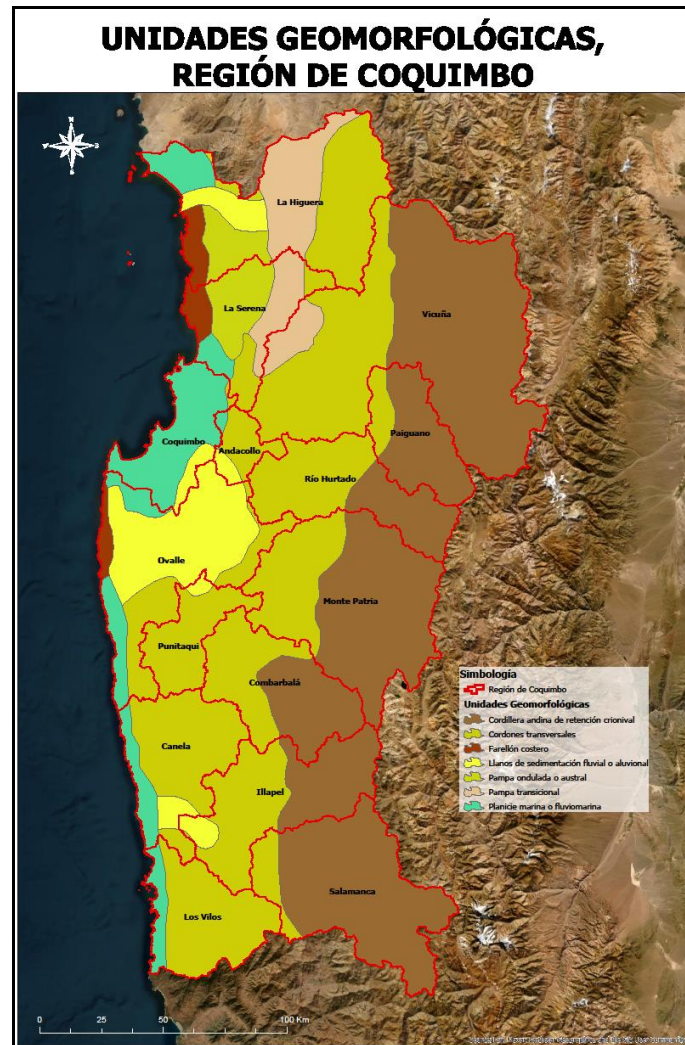 UNIDADES GEOMORFOLÓGICAS,
REGIÓN DE COQUIMBO
N
La Higuera
La Serena
Vicuña
Coquimbo
Andacollo
Paiguano
Río Hurtado
Ovalle
Monte Patria
Punitaqui
Combarbalá
Canela
Illapel
Salamanca
Los Vilos
Simbología
Región de Coquimbo
Unidades Geomorfológicas
Cordillera andina de retención crionival
Cordones transversales
Farellón costero
Llanos de sedimentación fluvial o aluvional
Pampa ondulada o austral
Pampa transicional
Planicie marina o fluviomarina
0 25 50 100 Km